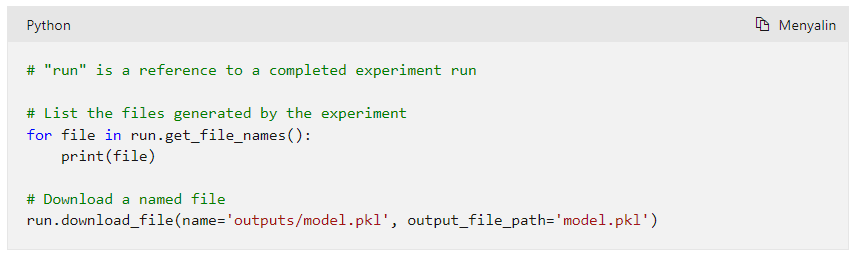 Python
Menyalin
# "run" is a reference to a completed experiment run
# List the files generated by the experiment
for file in run.get_file_names():
    print(file)
# Download a named file
run.download_file(name='outputs/model.pkl', output_file_path='model.pkl')